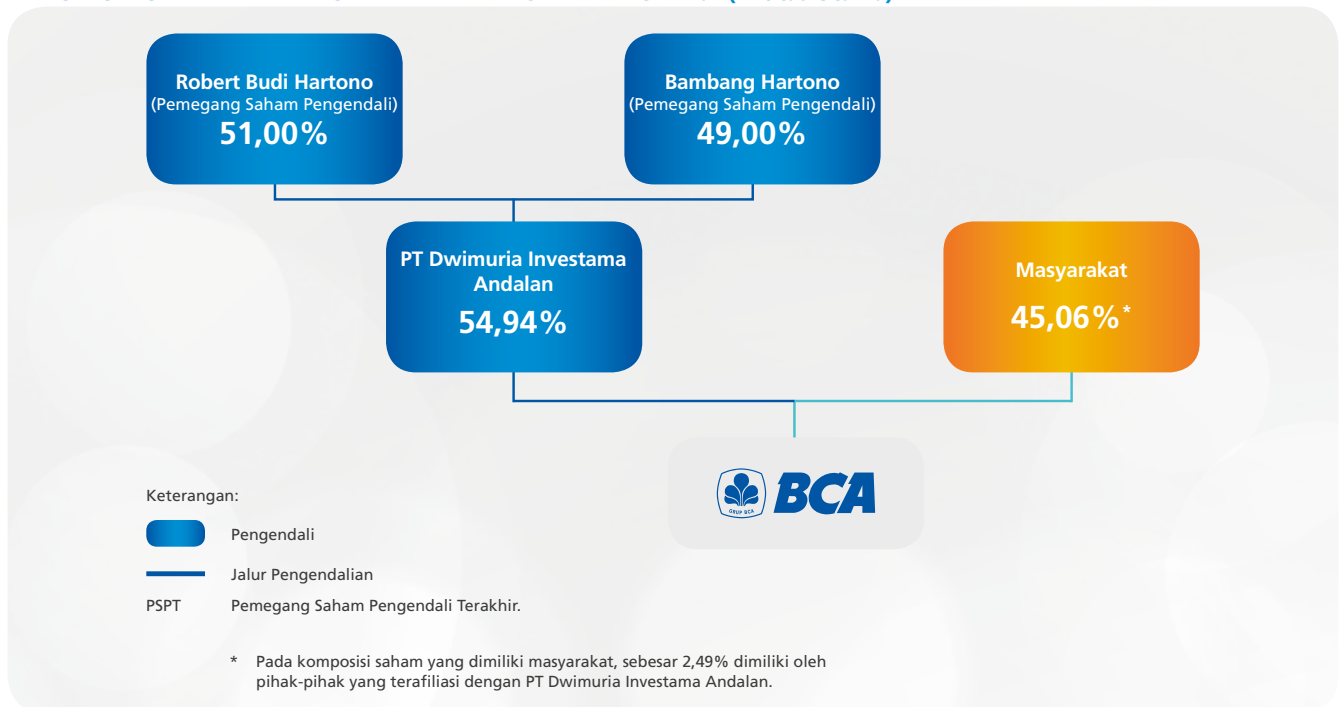 Robert Budi Hartono
(Pemegang Saham Pengendali)
51,00%
Bambang Hartono
(Pemegang Saham Pengendali)
49,00%
PT Dwimuria Investama
Andalan
54,94%
Masyarakat
45,06%*
GRUP BCA
BCA
Keterangan:
Pengendali
Jalur Pengendalian
PSPT Pemegang Saham Pengendali Terakhir.
* Pada komposisi saham yang dimiliki masyarakat, sebesar 2,49% dimiliki oleh
pihak-pihak yang terafiliasi dengan PT Dwimuria Investama Andalan.